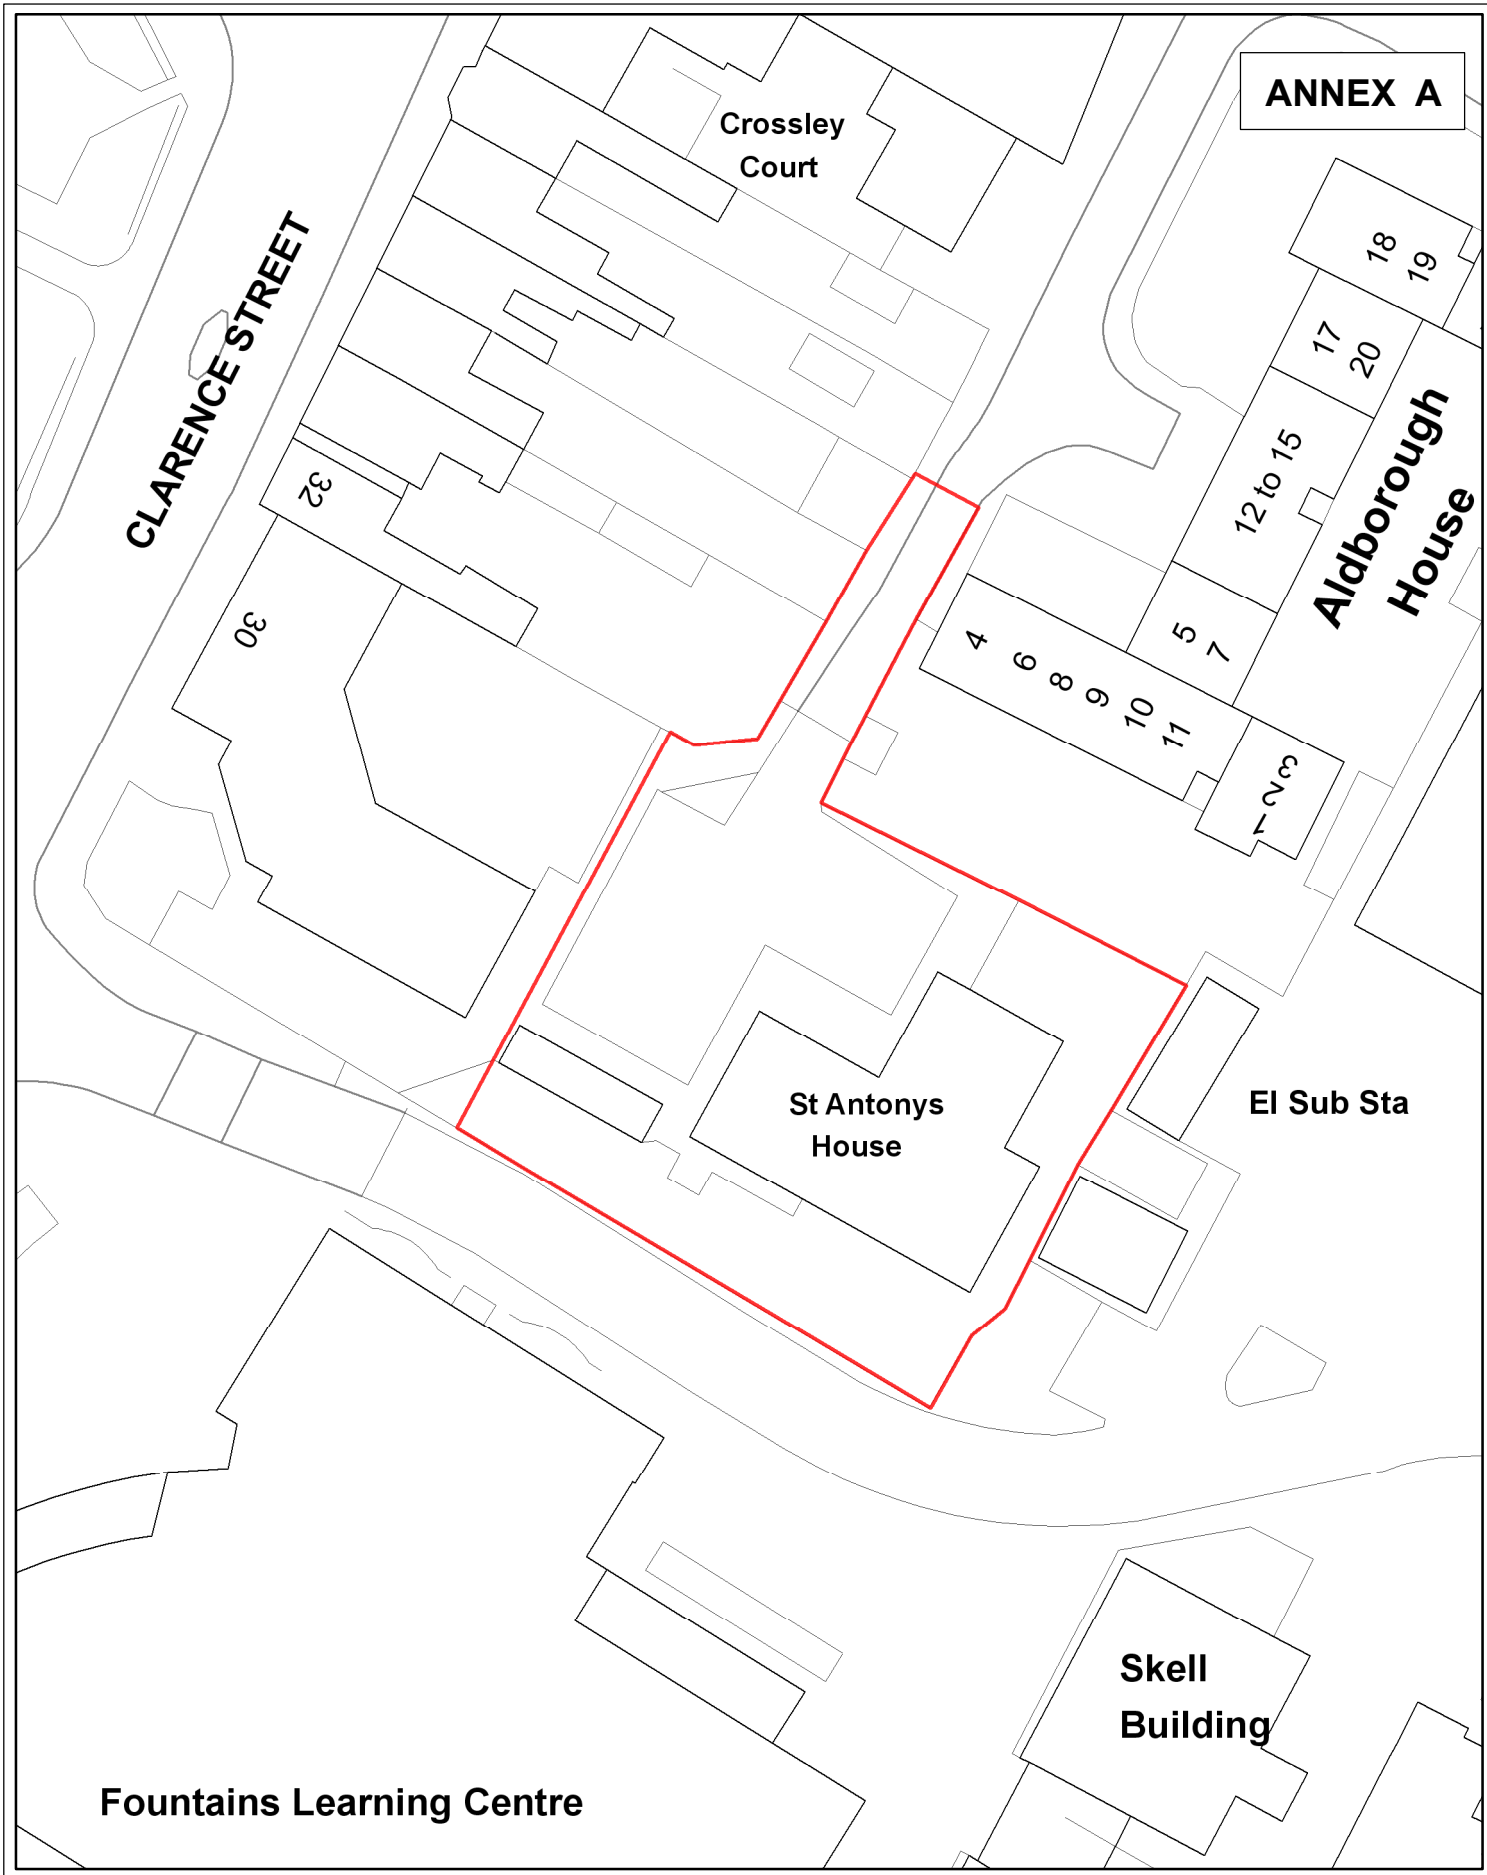 ANNEX A
Crossley
Court
CLARENCE STREET
18
19
17
20
12 to 15
Aldborough
House
32
30
5
7
4
6
8
9
10
11
3
2
1
St Antonys
House
El Sub Sta
Skell
Building
Fountains Learning Centre